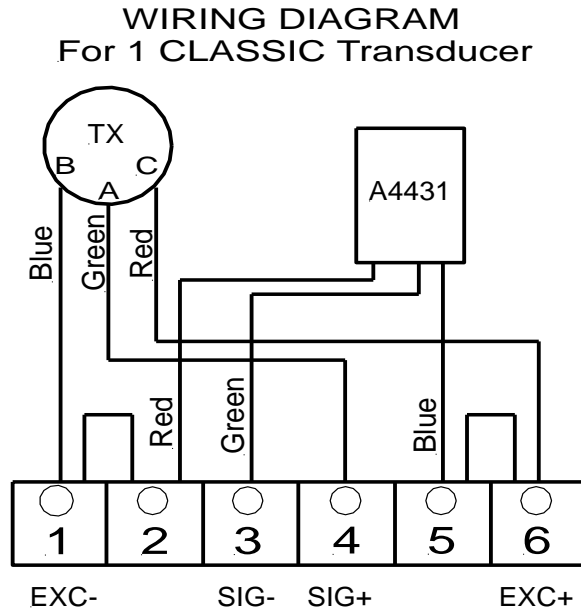 WIRING DIAGRAM
For 1 CLASSIC Transducer
TX
B
A
C
A4431
Blue
Green
Red
Red
Green
Blue
1 2 3 4 5 6
EXC- SIG- SIG+ EXC+